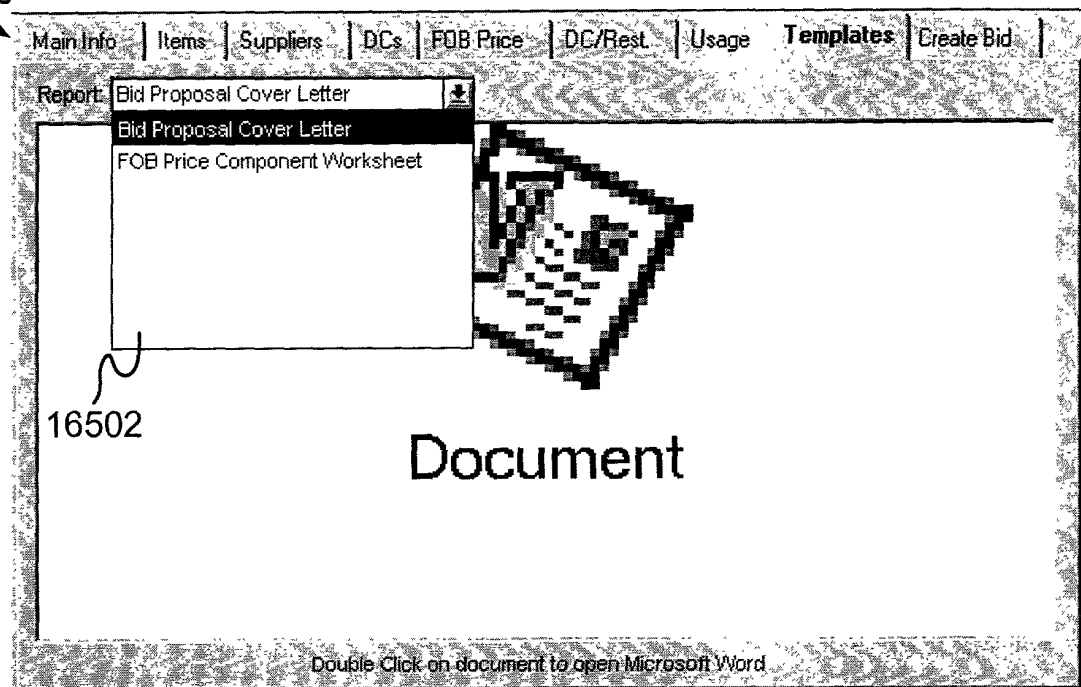 Main Info Items Suppliers DCs FOB Price DC/Rest. Usage Templates Create Bid
Report: Bid Proposal Cover Letter
Bid Proposal Cover Letter
FOB Price Component Worksheet
16502
Document
Double Click on document to open Microsoft Word